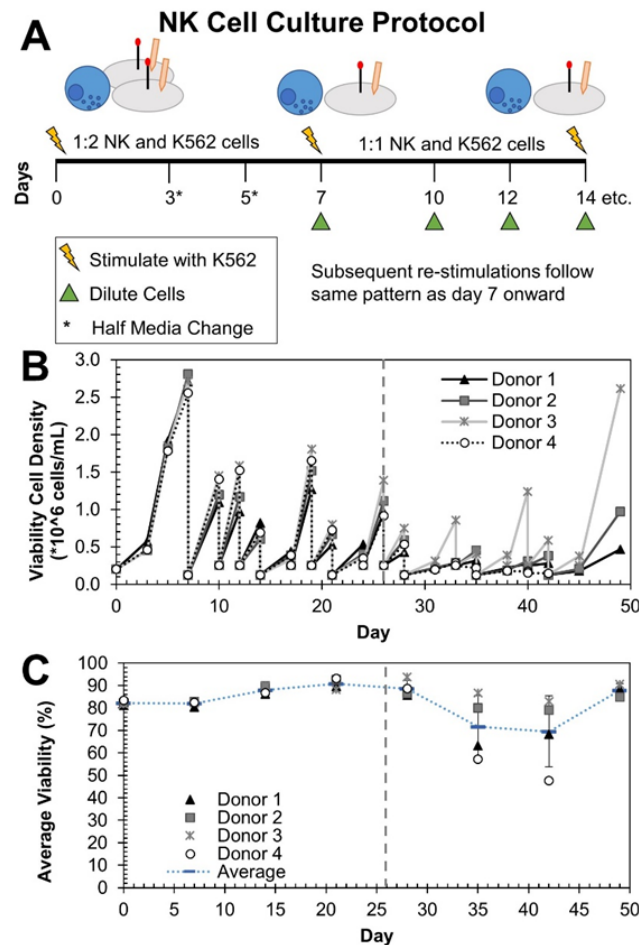 NK Cell Culture Protocol
A
1:2 NK and K562 cells
1:1 NK and K562 cells
Days
0
3*
5*
7
10
12
14 etc.
Stimulate with K562
Dilute Cells
* Half Media Change
Subsequent re-stimulations follow
same pattern as day 7 onward
B
Viability Cell Density
(*10^6 cells/mL)
3.0
2.5
2.0
1.5
1.0
0.5
0.0
Donor 1
Donor 2
Donor 3
Donor 4
0 10 20 30 40 50
Day
C
Average Viability (%)
100
90
80
70
60
50
40
30
20
10
0
Donor 1
Donor 2
Donor 3
Donor 4
Average
0 5 10 15 20 25 30 35 40 45 50
Day